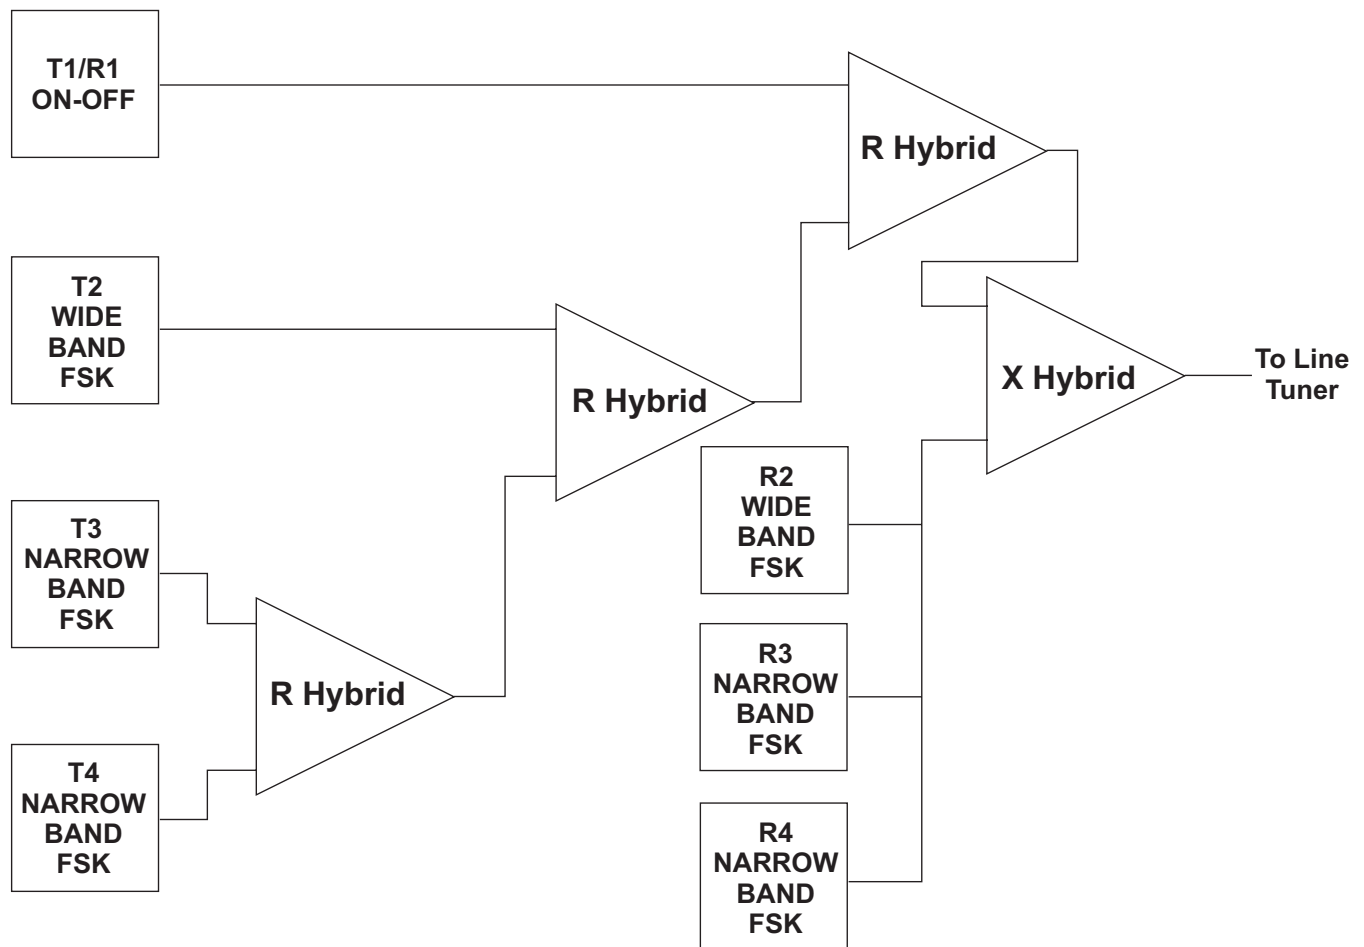 T1/R1
ON-OFF
R Hybrid
T2
WIDE
BAND
FSK
R Hybrid
X Hybrid
To Line
Tuner
R2
WIDE
BAND
FSK
T3
NARROW
BAND
FSK
R Hybrid
R3
NARROW
BAND
FSK
T4
NARROW
BAND
FSK
R4
NARROW
BAND
FSK